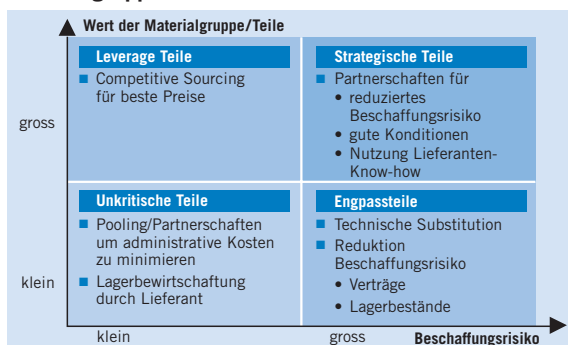 Wert der Materialgruppe/Teile
Leverage Teile
■ Competitive Sourcing
für beste Preise
Strategische Teile
■ Partnerschaften für
• reduziertes
Beschaffungsrisiko
• gute Konditionen
• Nutzung Lieferanten-
Know-how
gross
Unkritische Teile
■ Pooling/Partnerschaften
um administrative Kosten
zu minimieren
■ Lagerbewirtschaftung
durch Lieferant
Engpassteile
■ Technische Substitution
■ Reduktion
Beschaffungsrisiko
• Verträge
• Lagerbestände
klein
klein
gross
Beschaffungsrisiko